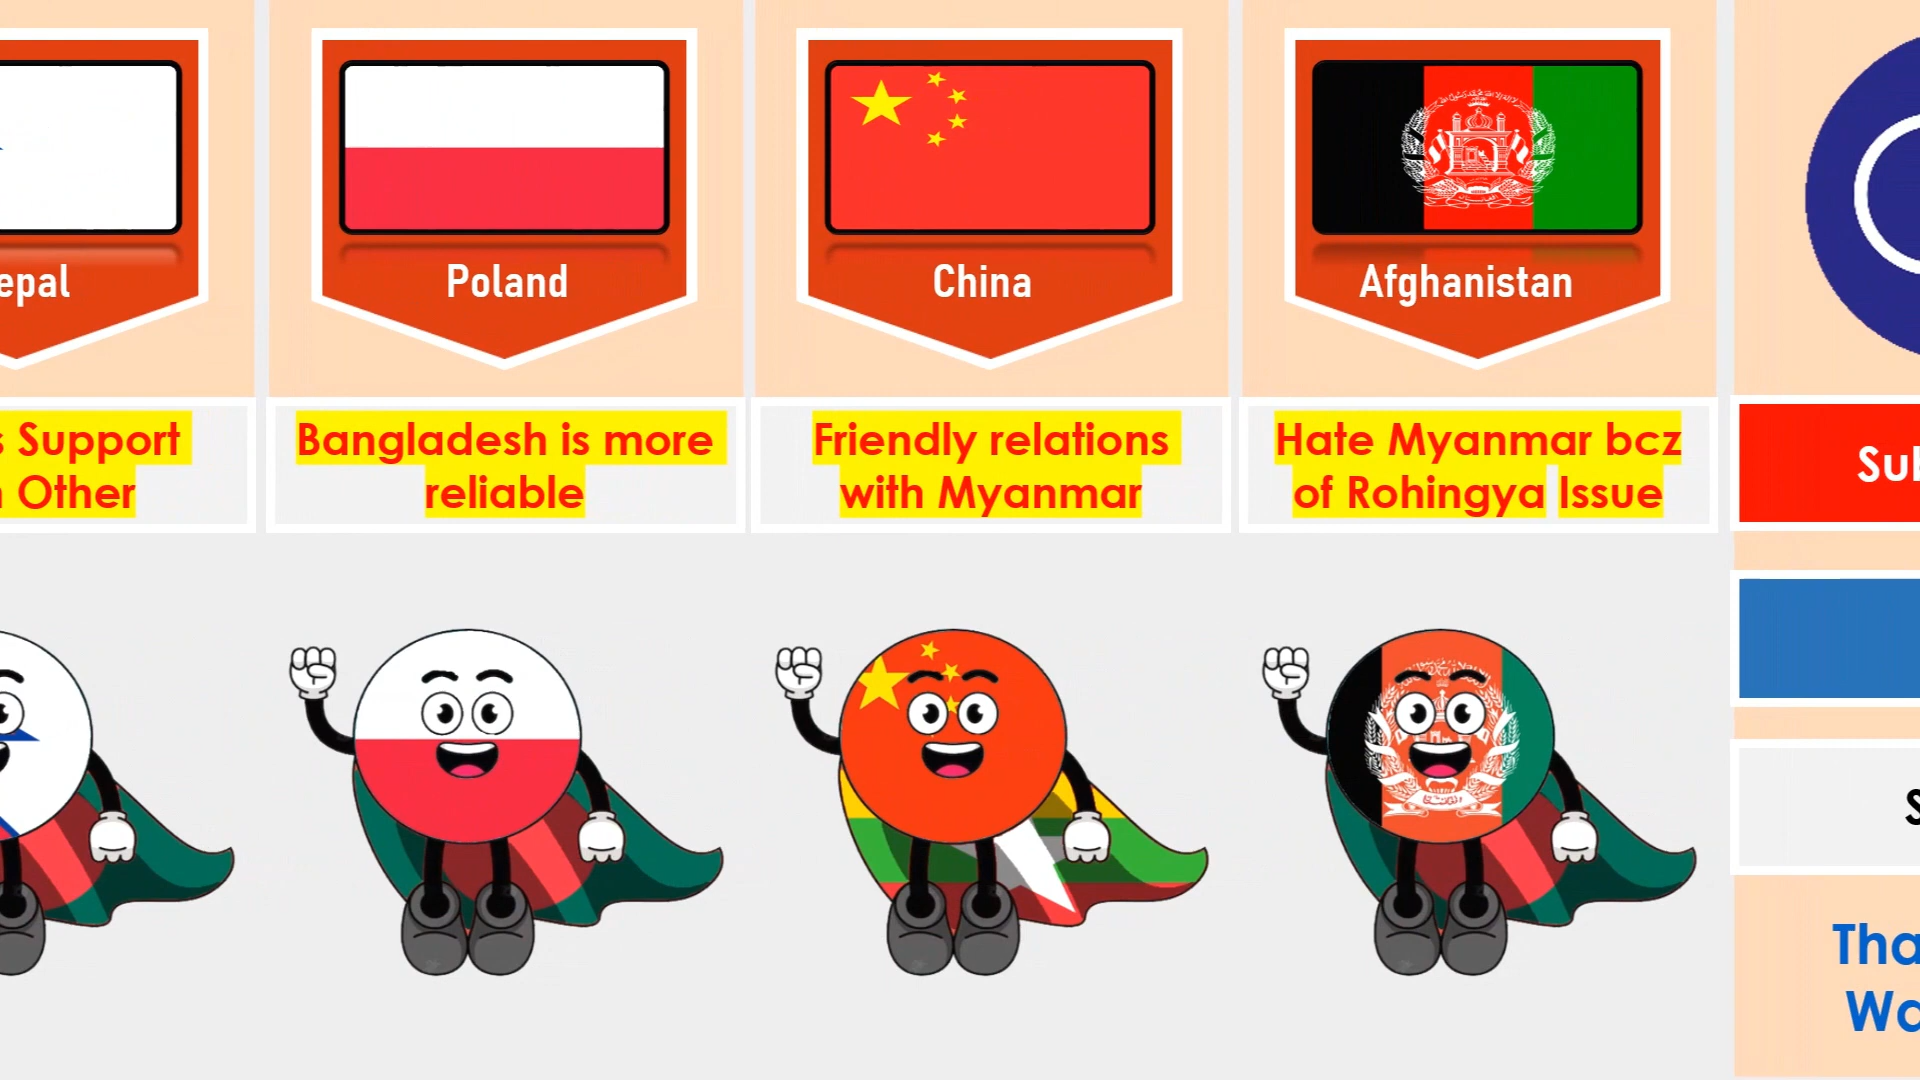 Poland
China
Afghanistan
Support
Other
Bangladesh is more
reliable
Friendly relations
with Myanmar
Hate Myanmar bcz
of Rohingya Issue